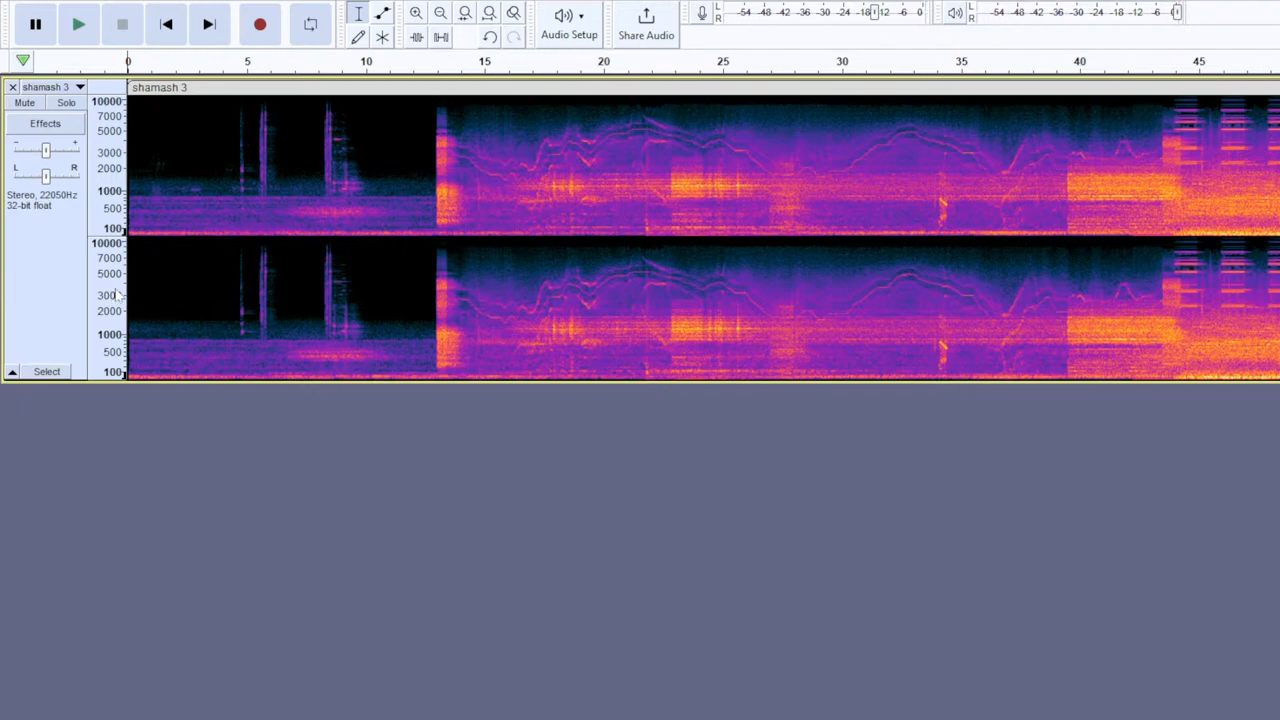 L
R
-54 -48 -42 -36 -30 -24 -18 -12 -6 0
L
R
-54 -48 -42 -36 -30 -24 -18 -12 -6 0
Audio Setup
Share Audio
0 5 10 15 20 25 30 35 40 45
shamash 3
shamash 3
Mute Solo
Effects
- +
L R
Stereo, 22050Hz
32-bit float
Select
10000
7000
5000
3000
2000
1000
500
100
10000
7000
5000
3000
2000
1000
500
100